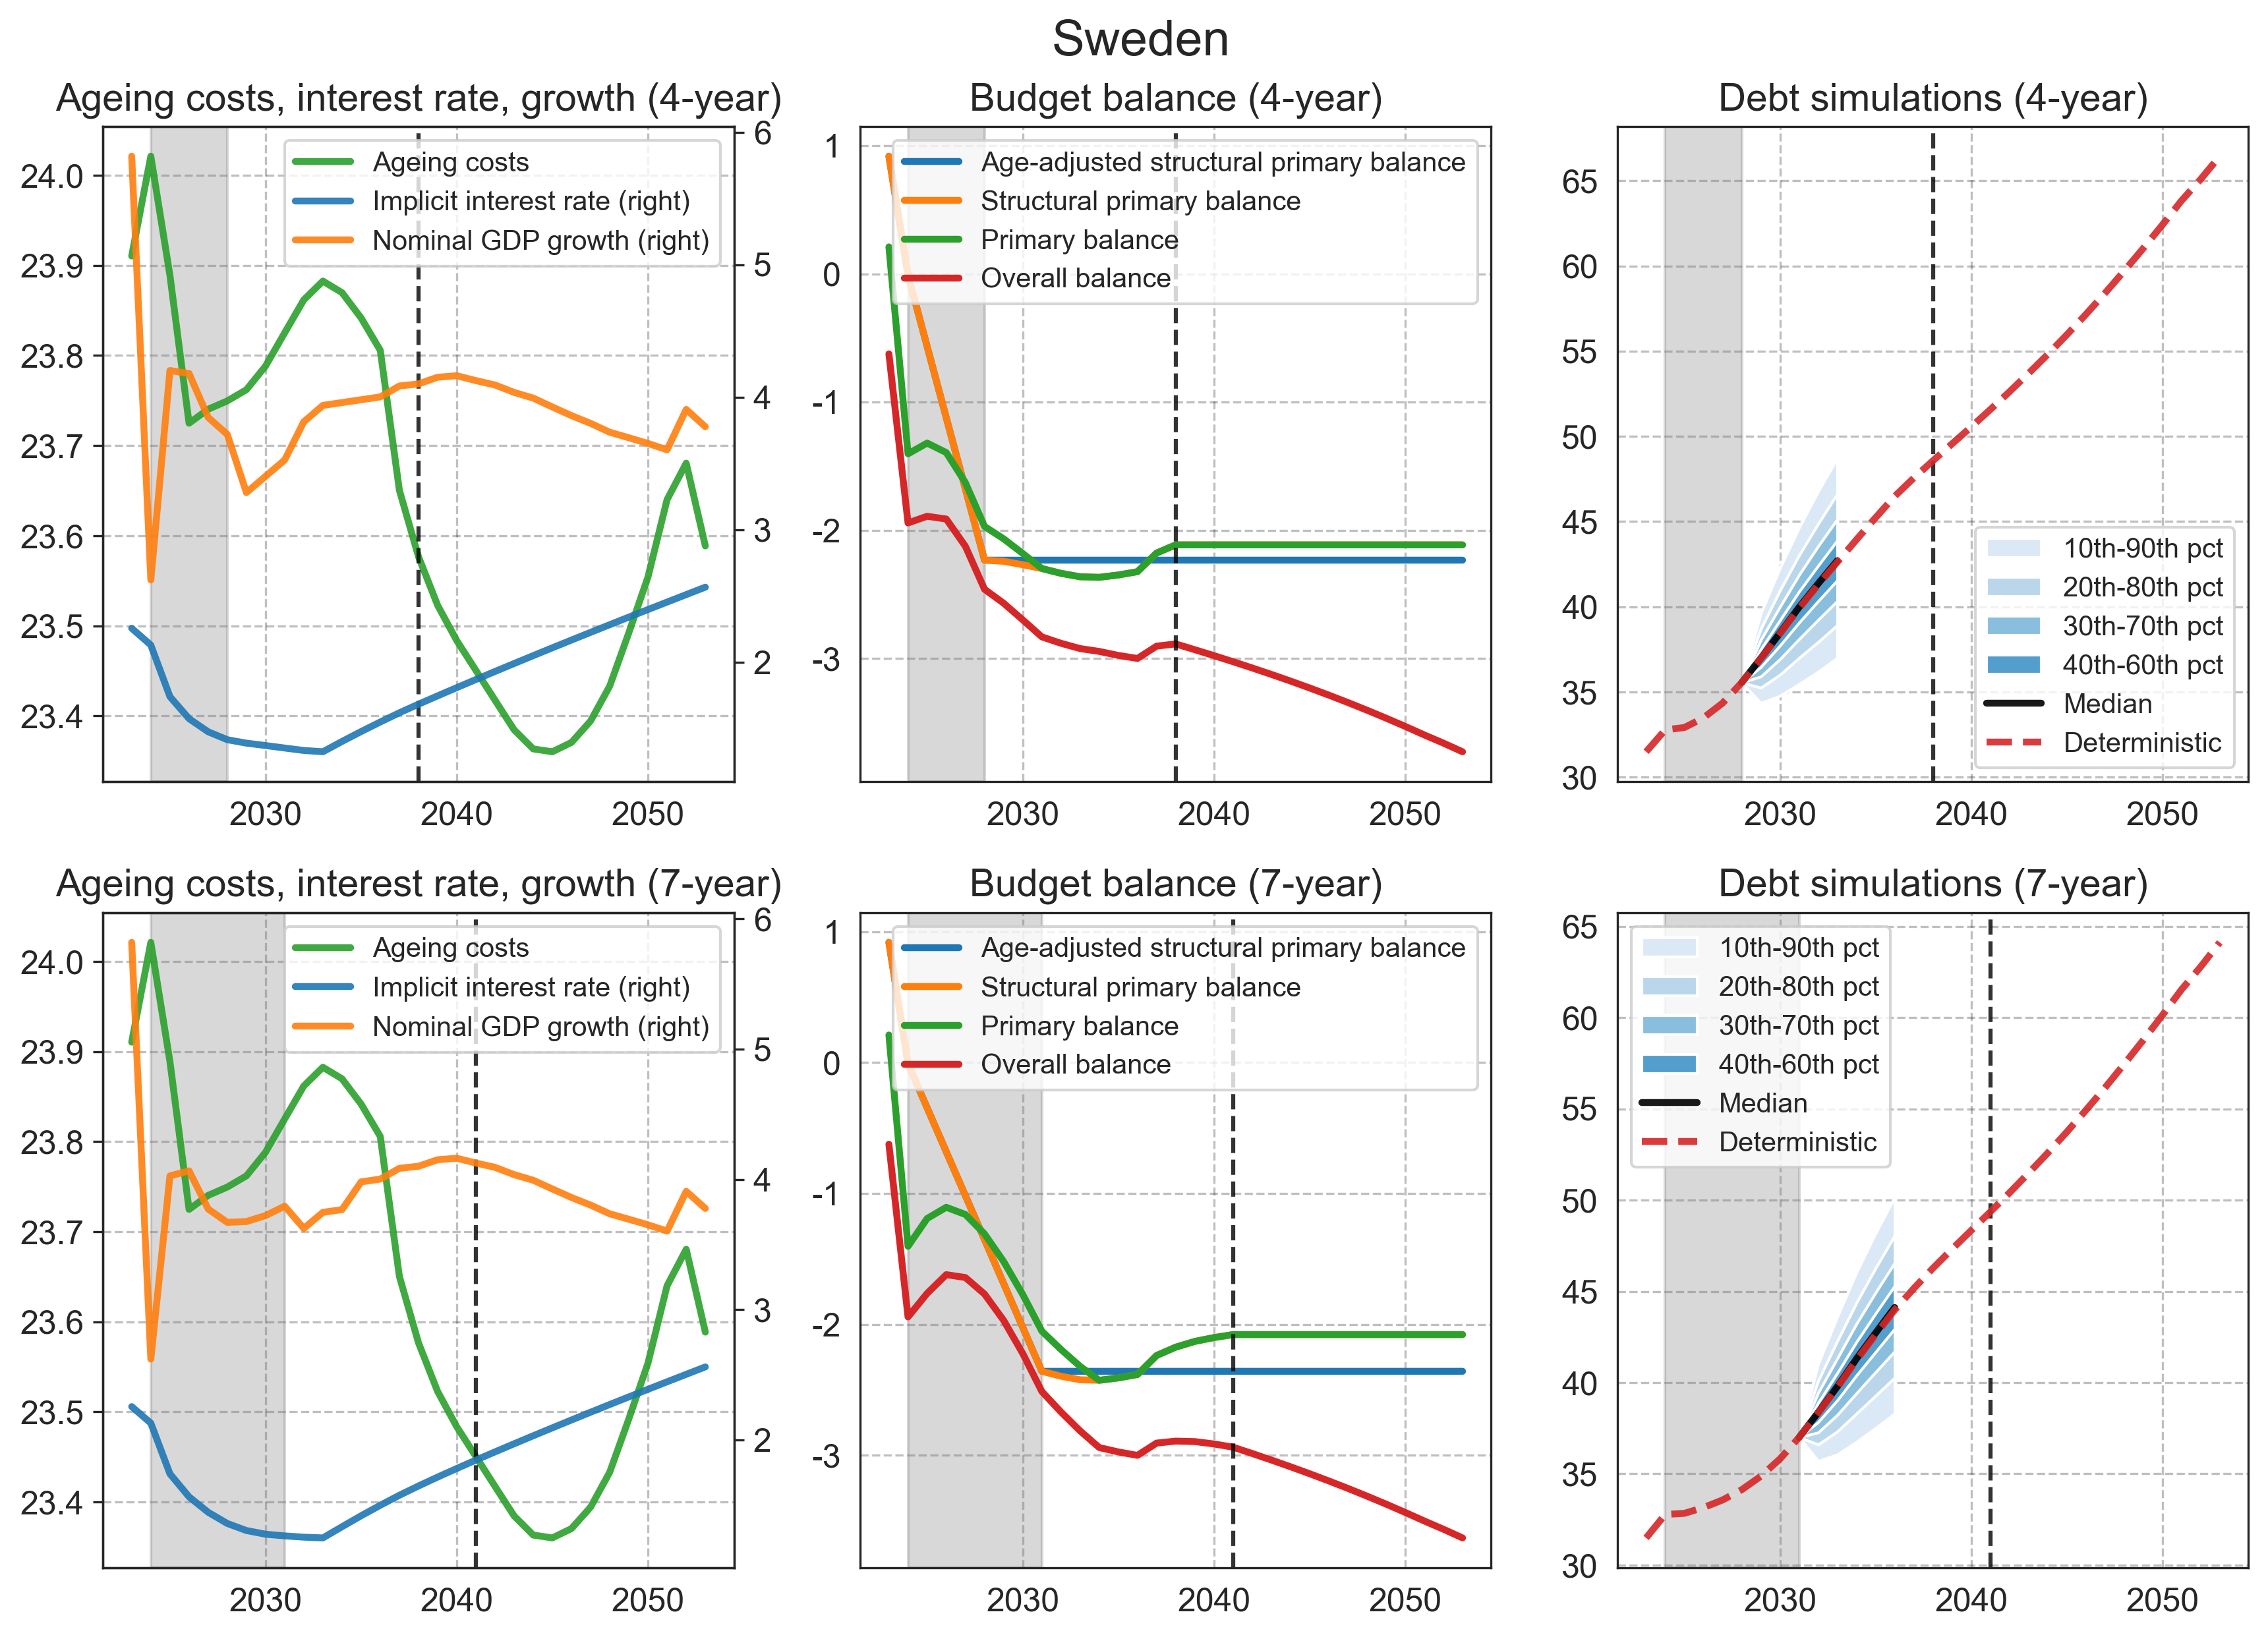 Sweden
Ageing costs, interest rate, growth (4-year)
24.0
23.9
23.8
23.7
23.6
23.5
23.4
6
5
4
3
2
Ageing costs
Implicit interest rate (right)
Nominal GDP growth (right)
2030
2040
2050
Budget balance (4-year)
1
0
-1
-2
-3
Age-adjusted structural primary balance
Structural primary balance
Primary balance
Overall balance
2030
2040
2050
Debt simulations (4-year)
65
60
55
50
45
40
35
30
10th-90th pct
20th-80th pct
30th-70th pct
40th-60th pct
Median
Deterministic
2030
2040
2050
Ageing costs, interest rate, growth (7-year)
24.0
23.9
23.8
23.7
23.6
23.5
23.4
6
5
4
3
2
Ageing costs
Implicit interest rate (right)
Nominal GDP growth (right)
2030
2040
2050
Budget balance (7-year)
1
0
-1
-2
-3
Age-adjusted structural primary balance
Structural primary balance
Primary balance
Overall balance
2030
2040
2050
Debt simulations (7-year)
65
60
55
50
45
40
35
30
10th-90th pct
20th-80th pct
30th-70th pct
40th-60th pct
Median
Deterministic
2030
2040
2050